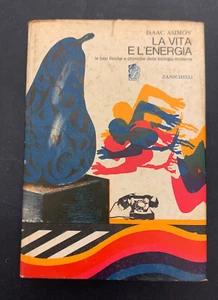 ISAAC ASIMOV
LA VITA
E L'ENERGIA
le basi fisiche e chimiche della biologia moderna
ZANICHELLI